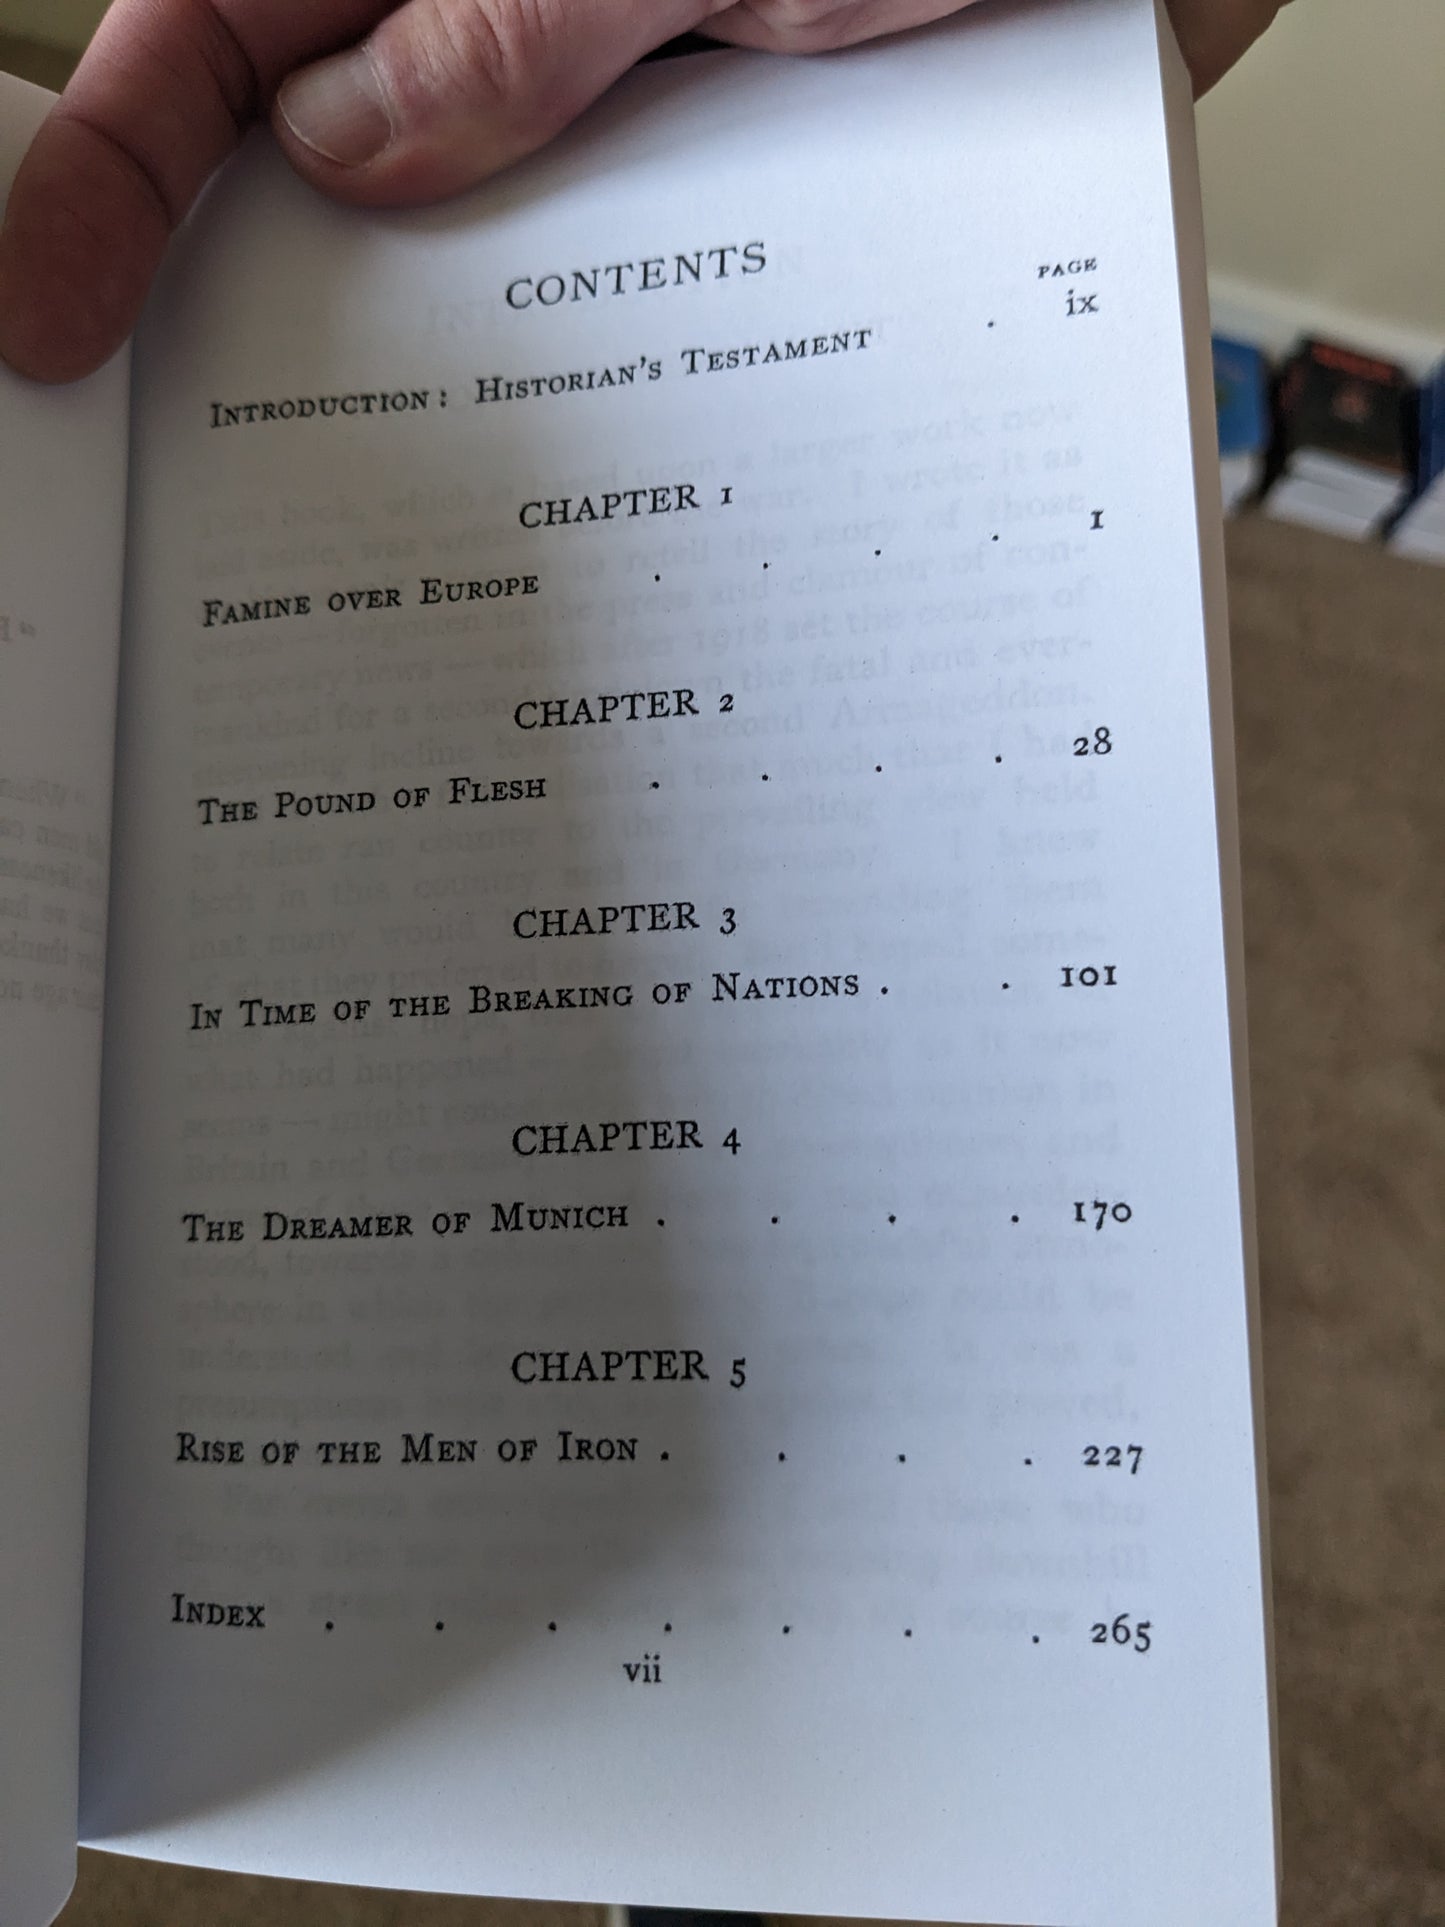 CONTENTS
PAGE
INTRODUCTION: HISTORIAN'S TESTAMENT . ix
CHAPTER 1
FAMINE OVER EUROPE . . . . 1
CHAPTER 2
THE POUND OF FLESH . . . . 28
CHAPTER 3
IN TIME OF THE BREAKING OF NATIONS . . 101
CHAPTER 4
THE DREAMER OF MUNICH . . . . 170
CHAPTER 5
RISE OF THE MEN OF IRON . . . . 227
INDEX . . . . . . . 265
vii